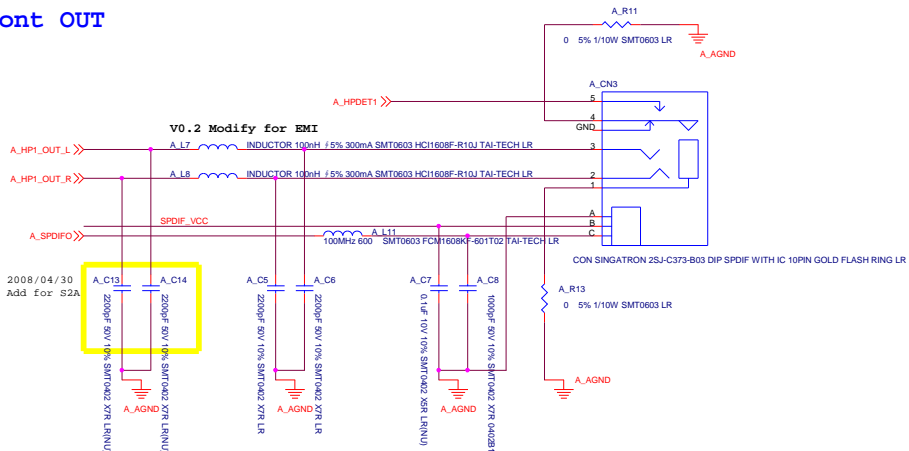 ont OUT
A_R11
0 5% 1/10W SMT0603 LR
A_AGND
A_CN3
A_HPDET1
5
4
GND
V0.2 Modify for EMI
A_HP1_OUT_L
A_L7
INDUCTOR 100nH 5% 300mA SMT0603 HCI1608F-R10J TAI-TECH LR
3
A_HP1_OUT_R
A_L8
INDUCTOR 100nH 5% 300mA SMT0603 HCI1608F-R10J TAI-TECH LR
2
1
SPDIF_VCC
A
B
C
A_SPDIFO
A_L11
100MHz 600 SMT0603 FCM1608KF-601T02 TAI-TECH LR
CON SINGATRON 2SJ-C373-B03 DIP SPDIF WITH IC 10PIN GOLD FLASH RING LR
2008/04/30
Add for S2A
A_C13
2200pF 50V 10% SMT0402 X7R LR(NU)
A_C14
2200pF 50V 10% SMT0402 X7R LR(NU)
A_C5
2200pF 50V 10% SMT0402 X7R LR
A_C6
2200pF 50V 10% SMT0402 X7R LR
A_C7
0.1uF 10V 10% SMT0402 X5R LR(NU)
A_C8
1000pF 50V 10% SMT0402 X7R 0402B1
A_R13
0 5% 1/10W SMT0603 LR
A_AGND
A_AGND
A_AGND
A_AGND